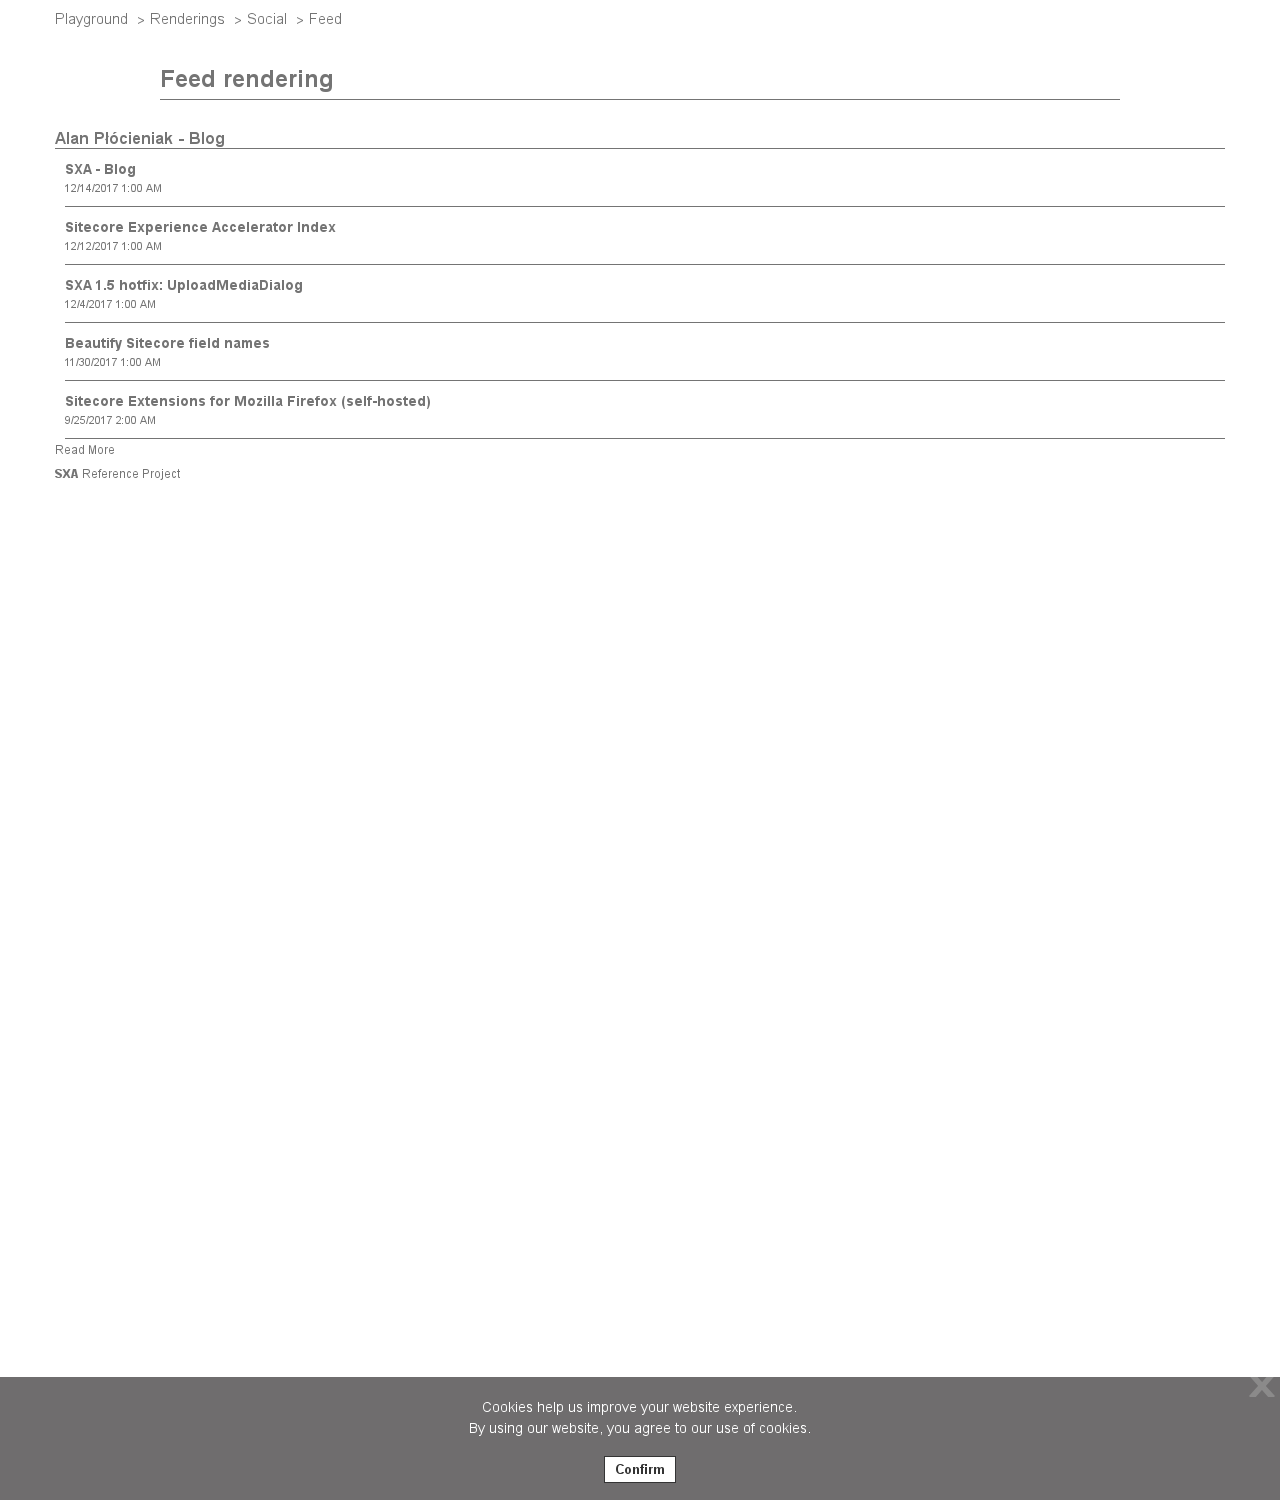 Playground > Renderings > Social > Feed
Feed rendering
Alan Płócieniak - Blog
SXA - Blog
12/14/2017 1:00 AM
Sitecore Experience Accelerator Index
12/12/2017 1:00 AM
SXA 1.5 hotfix: UploadMediaDialog
12/4/2017 1:00 AM
Beautify Sitecore field names
11/30/2017 1:00 AM
Sitecore Extensions for Mozilla Firefox (self-hosted)
9/25/2017 2:00 AM
Read More
SXA Reference Project
X
Cookies help us improve your website experience.
By using our website, you agree to our use of cookies.
Confirm